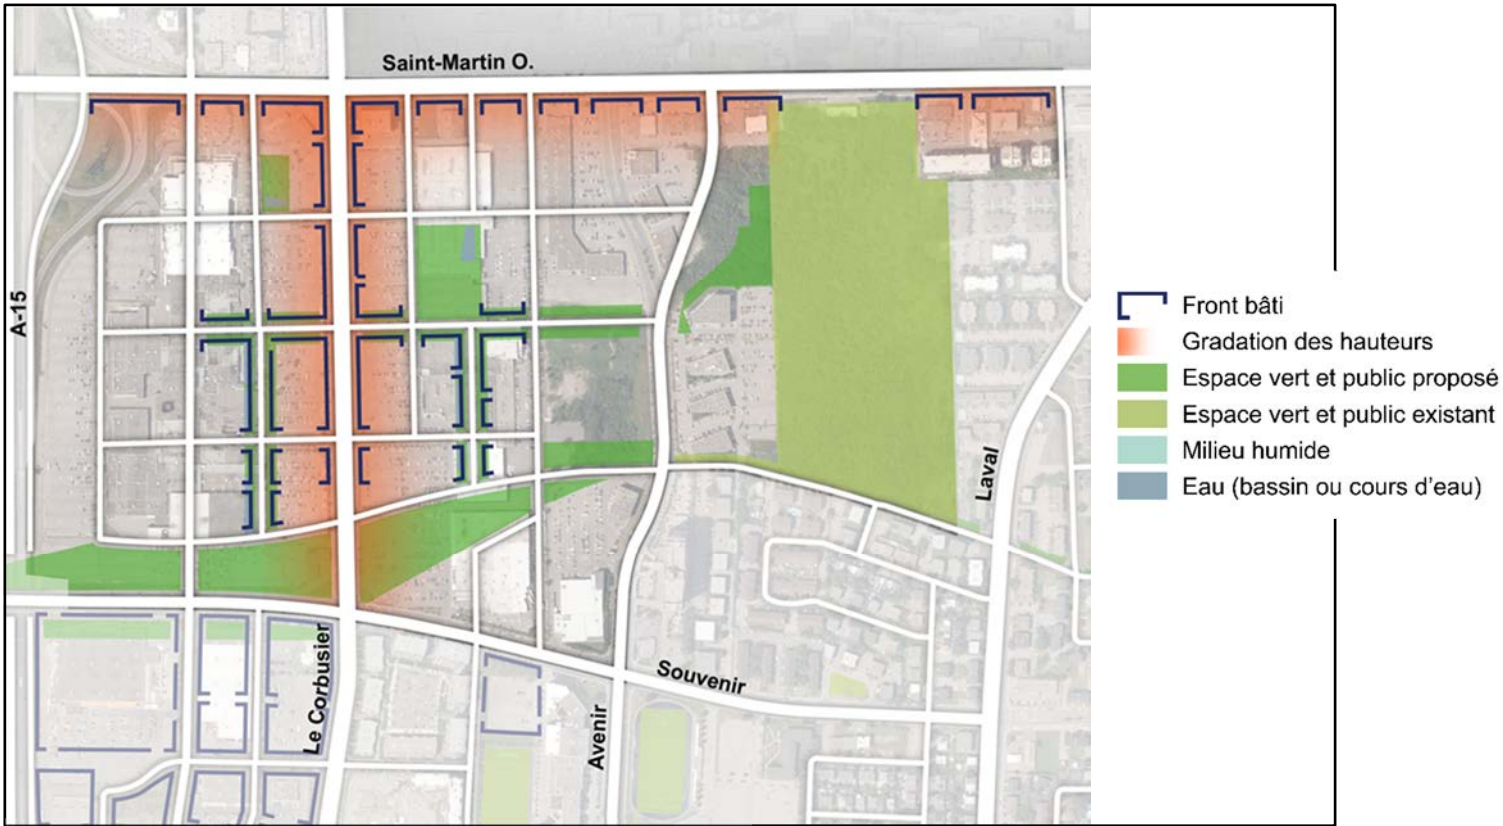 Saint-Martin O.
A-15
Front bâti
Gradation des hauteurs
Espace vert et public proposé
Espace vert et public existant
Milieu humide
Eau (bassin ou cours d'eau)
Laval
Le Corbusier
Souvenir
Avenir